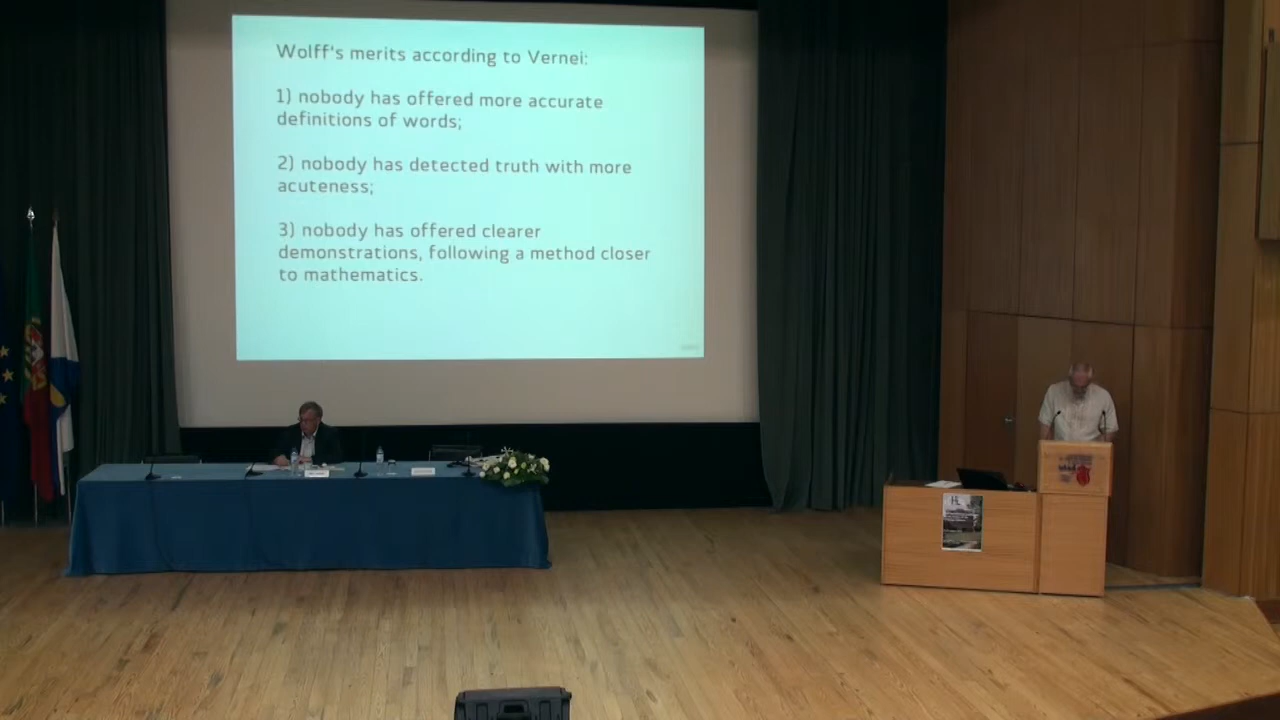 Wolff's merits according to Vernei:
1) nobody has offered more accurate
definitions of words;
2) nobody has detected truth with more
acuteness;
3) nobody has offered clearer
demonstrations, following a method closer
to mathematics.